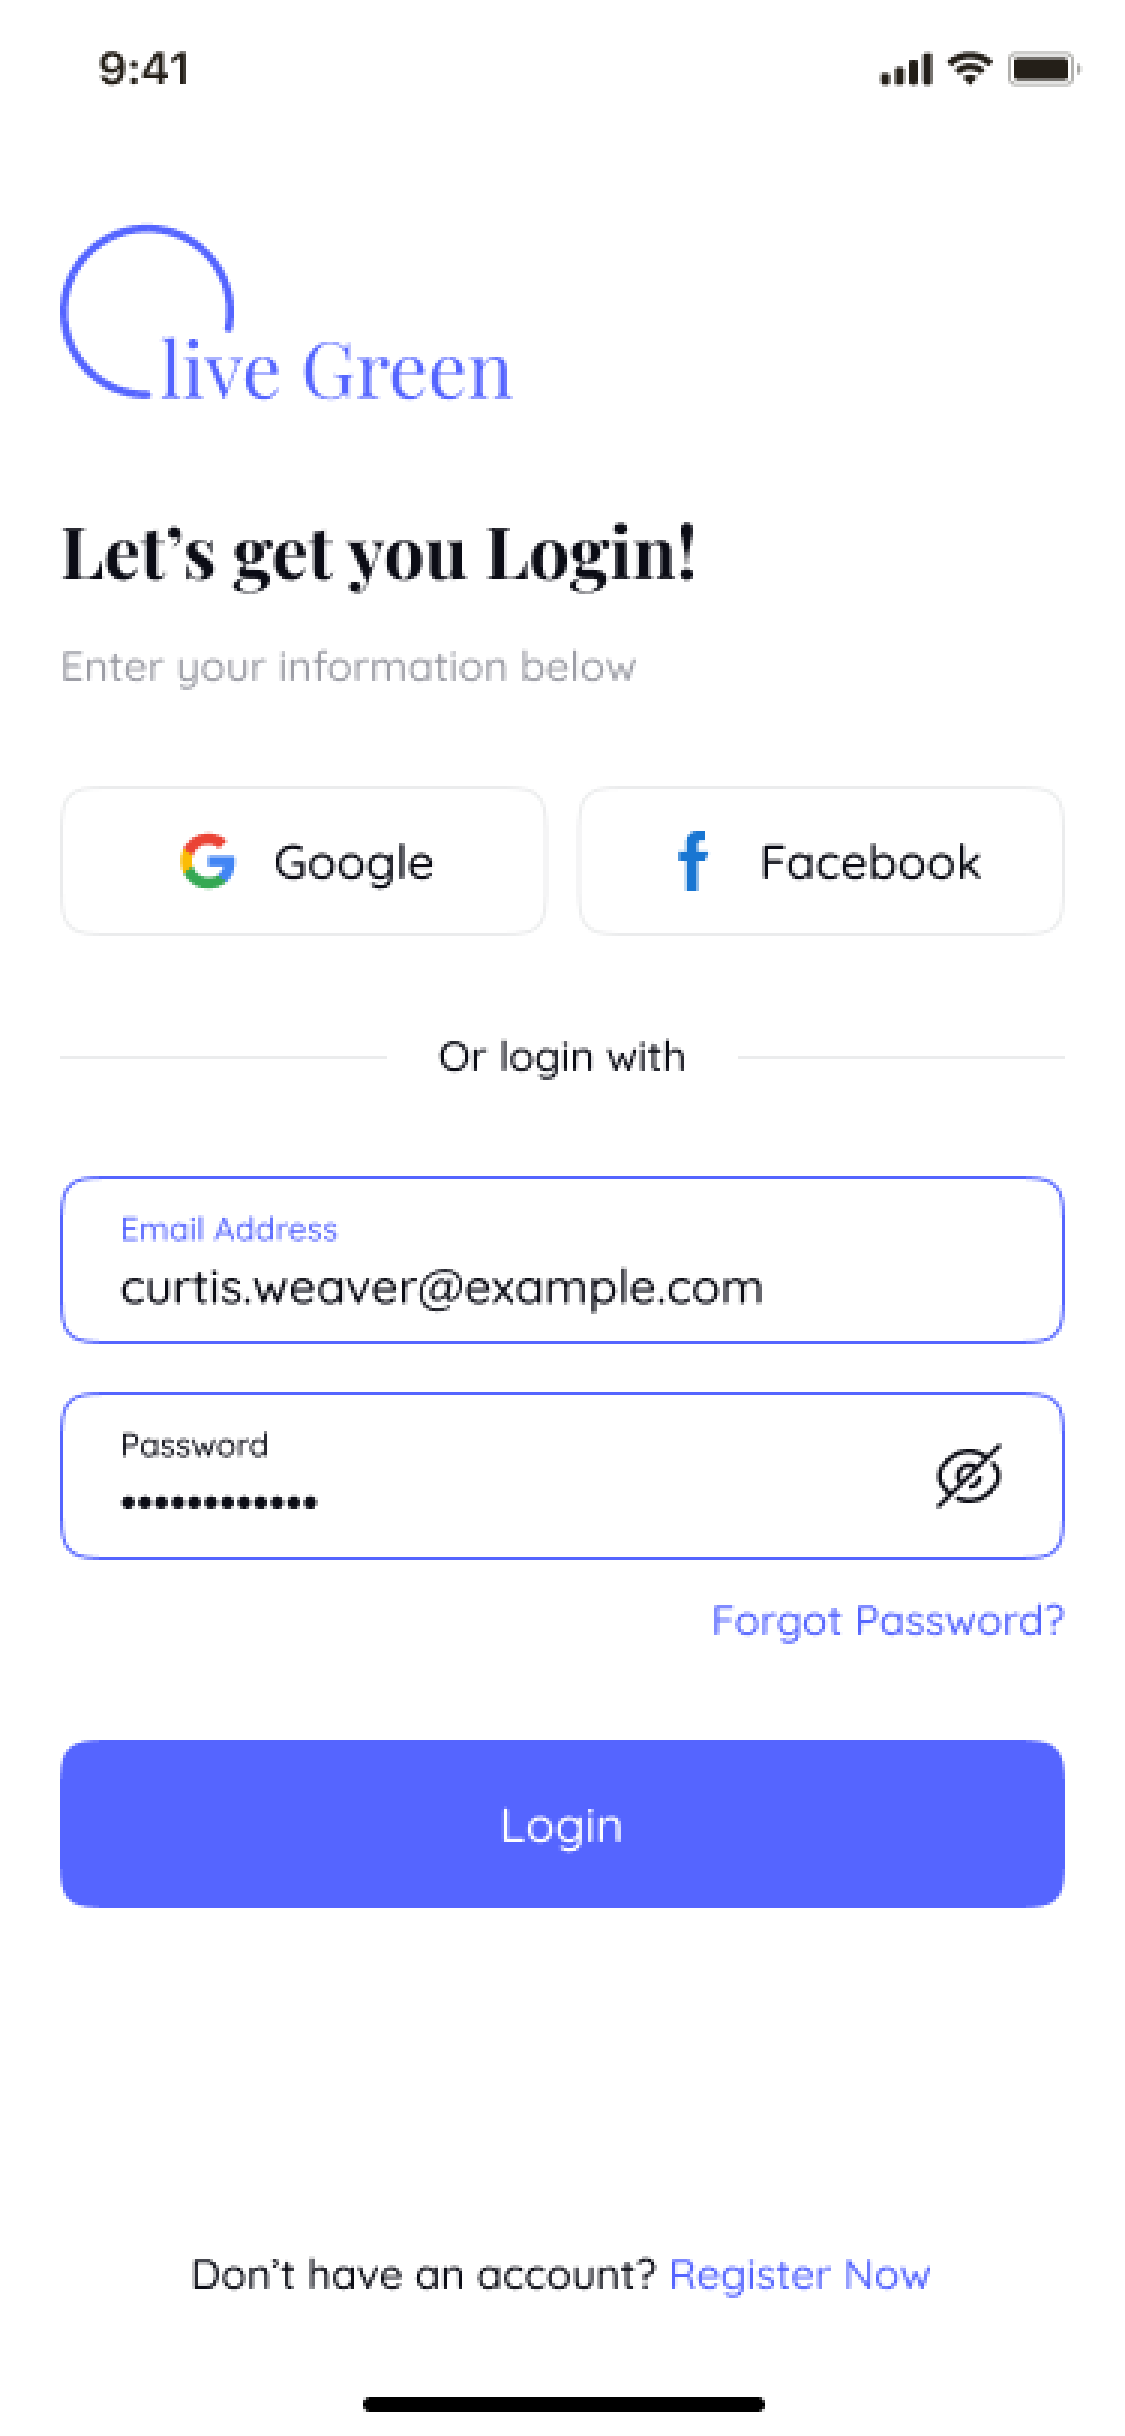 9:41
live Green
Let's get you Login!
Enter your information below
Google
Facebook
Or login with
Email Address
curtis.weaver@example.com
Password
••••••••••••
Forgot Password?
Login
Don't have an account? Register Now